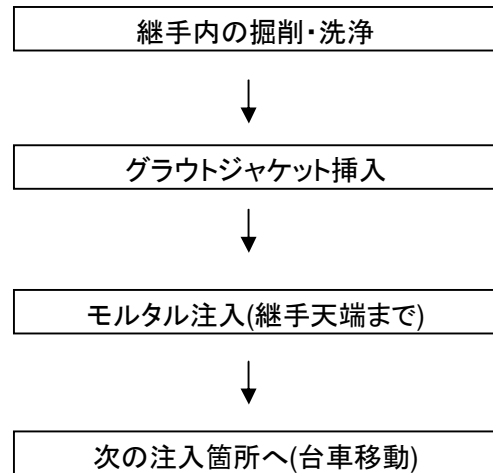 継手内の掘削・洗浄
グラウトジャケット挿入
モルタル注入(継手天端まで)
次の注入箇所へ(台車移動)